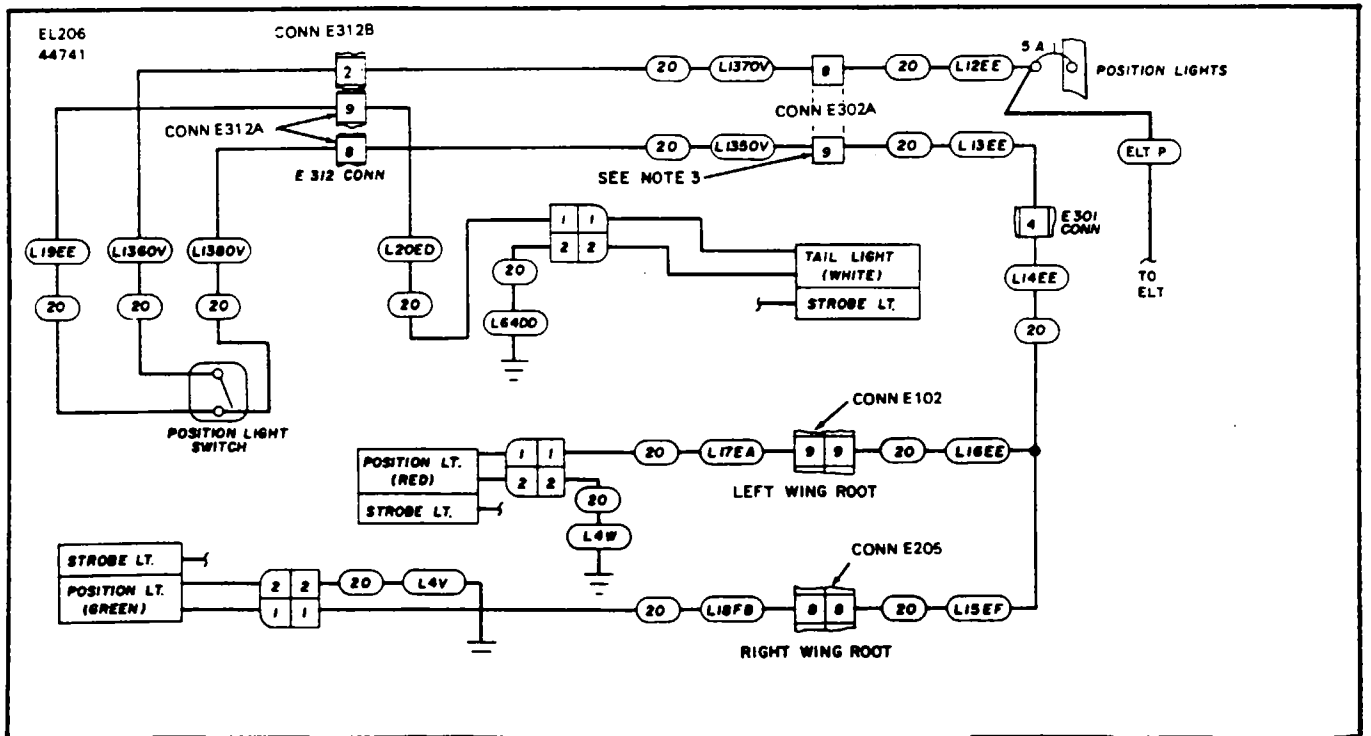 EL206
44741
CONN E312B
2
20
L1370V
8
20
L12EE
5 A
POSITION LIGHTS
9
CONN E312A
CONN E302A
8
E 312 CONN
20
L1350V
9
20
L13EE
ELT P
SEE NOTE 3
4
E301
CONN
L19EE
L1360V
L1380V
L20ED
1 1
2 2
TAIL LIGHT
(WHITE)
STROBE LT.
20
L64DD
20
20
20
20
L14EE
20
TO
ELT
POSITION LIGHT
SWITCH
CONN E102
POSITION LT.
(RED)
STROBE LT.
1 1
2 2
20
L17EA
9 9
20
L16EE
LEFT WING ROOT
20
L4W
CONN E205
STROBE LT.
POSITION LT.
(GREEN)
2 2
1 1
20
L4V
20
L18FB
8 8
20
L15EF
RIGHT WING ROOT